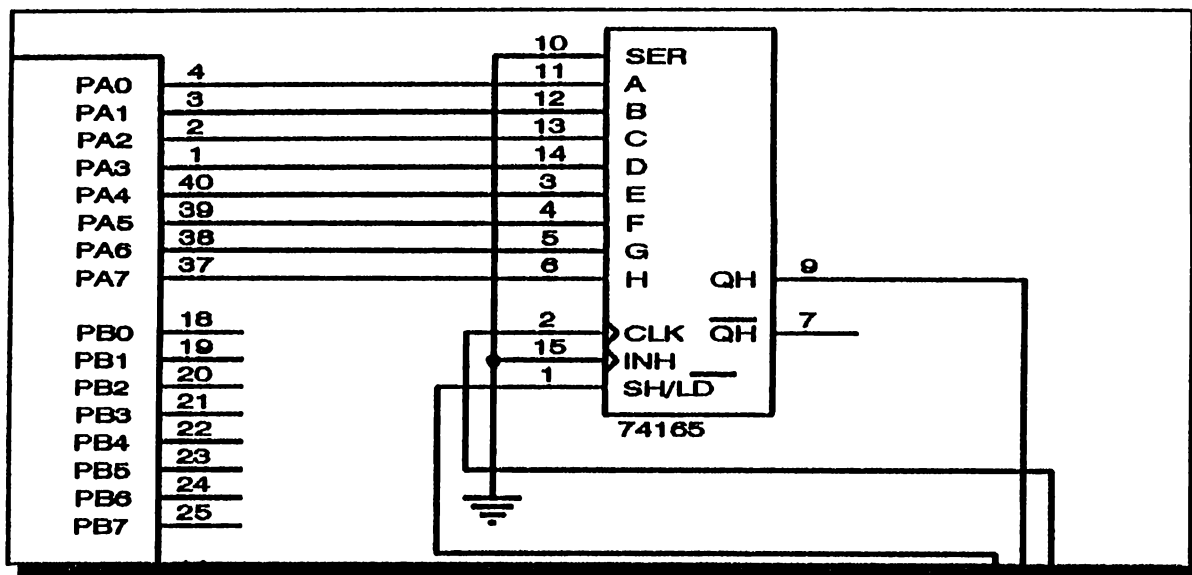 10 SER
PA0 4 11 A
PA1 3 12 B
PA2 2 13 C
PA3 1 14 D
PA4 40 3 E
PA5 39 4 F
PA6 38 5 G
PA7 37 6 H QH 9
PB0 18 2 CLK Q̅H̅ 7
PB1 19 15 INH
PB2 20 1 SH/L̅D̅
PB3 21
PB4 22 74165
PB5 23
PB6 24
PB7 25